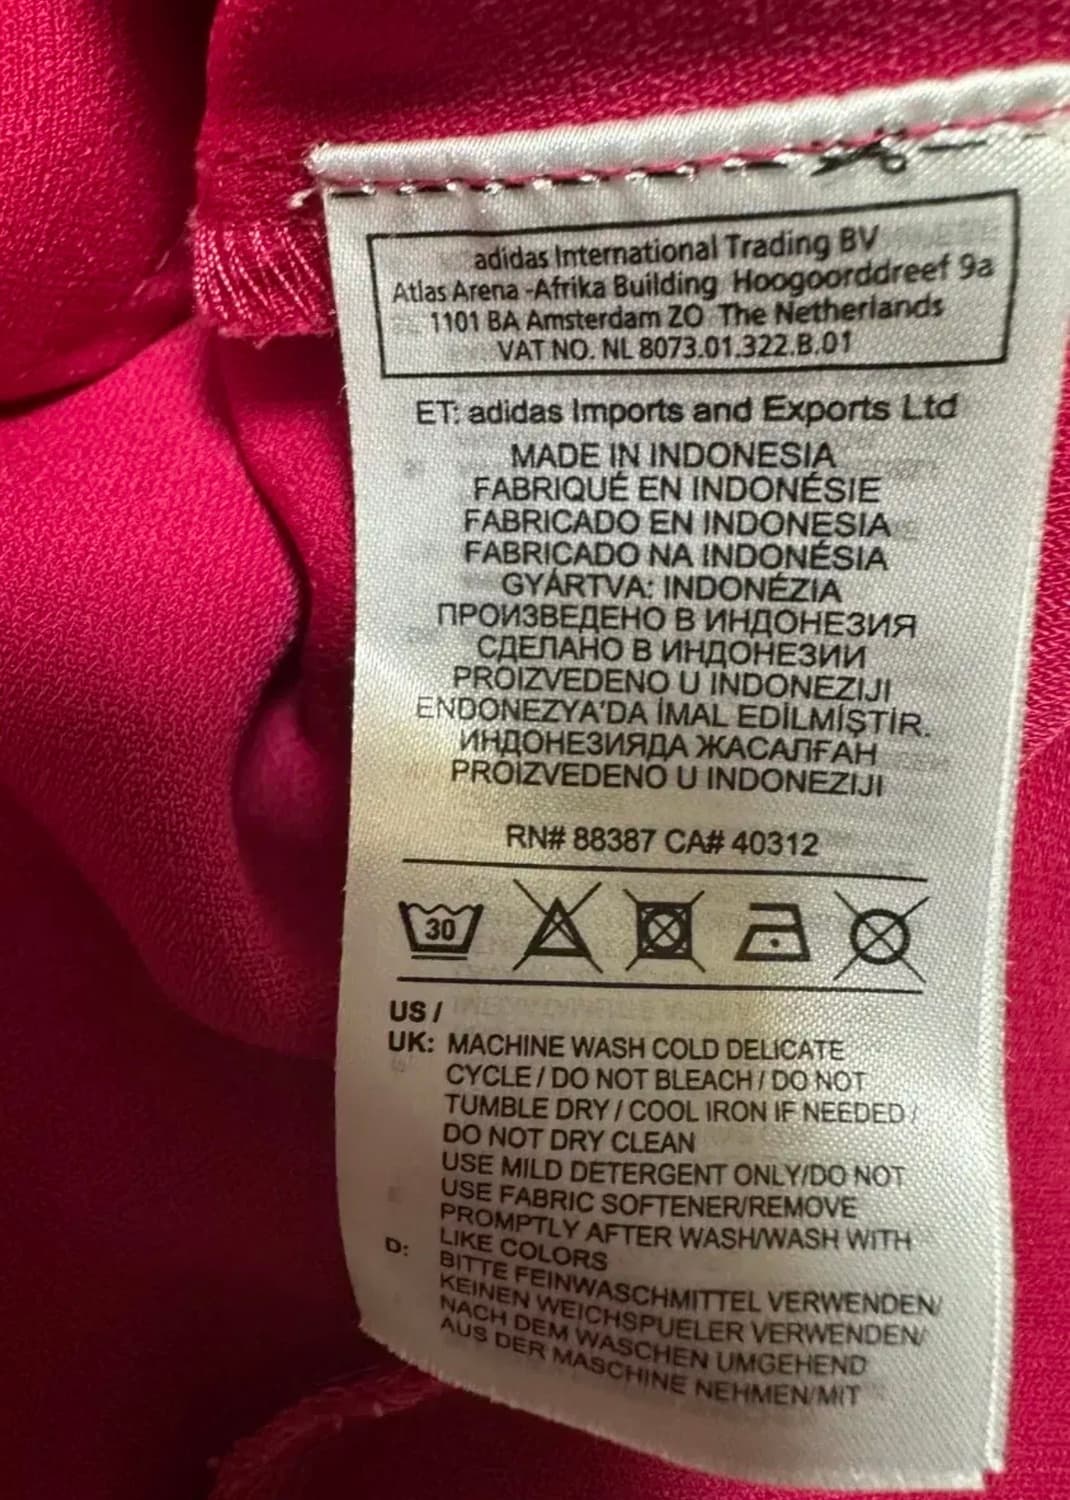 adidas International Trading BV
Atlas Arena -Afrika Building Hoogoorddreef 9a
1101 BA Amsterdam ZO The Netherlands
VAT NO. NL 8073.01.322.B.01
ET: adidas Imports and Exports Ltd
MADE IN INDONESIA
FABRIQUÉ EN INDONÉSIE
FABRICADO EN INDONESIA
FABRICADO NA INDONÉSIA
GYÁRTVA: INDONÉZIA
ПРОИЗВЕДЕНО В ИНДОНЕЗИЯ
СДЕЛАНО В ИНДОНЕЗИИ
PROIZVEDENO U INDONEZIJI
ENDONEZYA'DA İMAL EDİLMİŞTİR.
ИНДОНЕЗИЯДА ЖАСАЛҒАН
PROIZVEDENO U INDONEZIJI
RN# 88387 CA# 40312
30
US /
UK: MACHINE WASH COLD DELICATE
CYCLE / DO NOT BLEACH / DO NOT
TUMBLE DRY / COOL IRON IF NEEDED /
DO NOT DRY CLEAN
USE MILD DETERGENT ONLY/DO NOT
USE FABRIC SOFTENER/REMOVE
PROMPTLY AFTER WASH/WASH WITH
LIKE COLORS
D: BITTE FEINWASCHMITTEL VERWENDEN/
KEINEN WEICHSPUELER VERWENDEN/
NACH DEM WASCHEN UMGEHEND
AUS DER MASCHINE NEHMEN/MIT